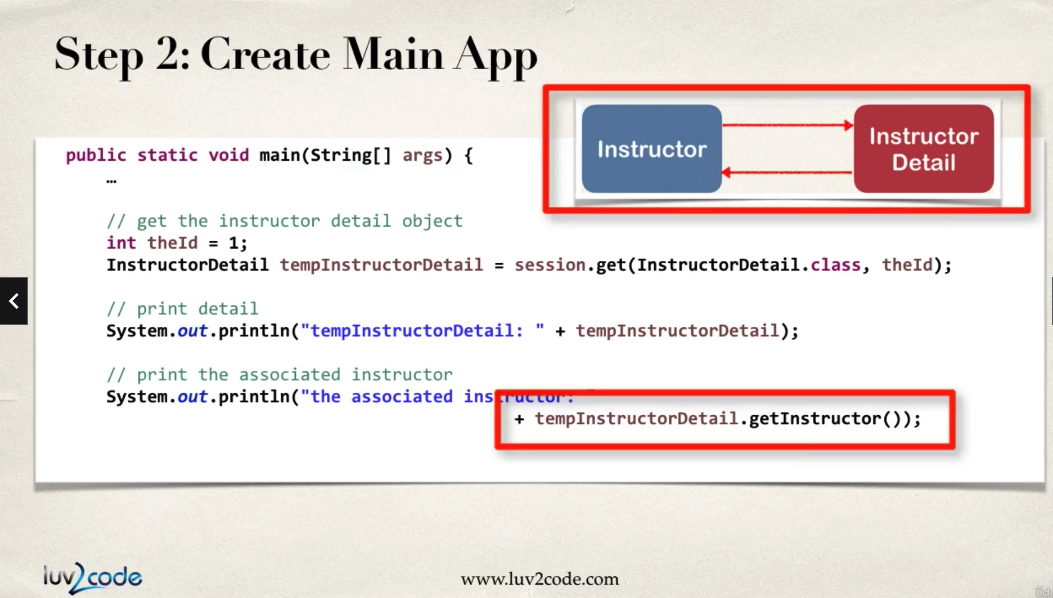 Step 2: Create Main App
Instructor
Instructor
Detail
public static void main(String[] args) {
…
// get the instructor detail object
int theId = 1;
InstructorDetail tempInstructorDetail = session.get(InstructorDetail.class, theId);
// print detail
System.out.println("tempInstructorDetail: " + tempInstructorDetail);
// print the associated instructor
System.out.println("the associated instructor: "
+ tempInstructorDetail.getInstructor());
luv2code
www.luv2code.com